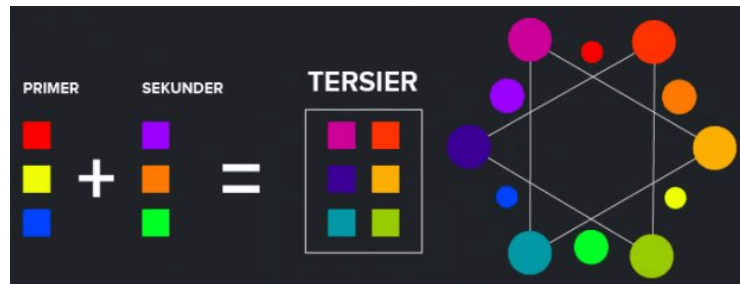 PRIMER
+
SEKUNDER
=
TERSIER